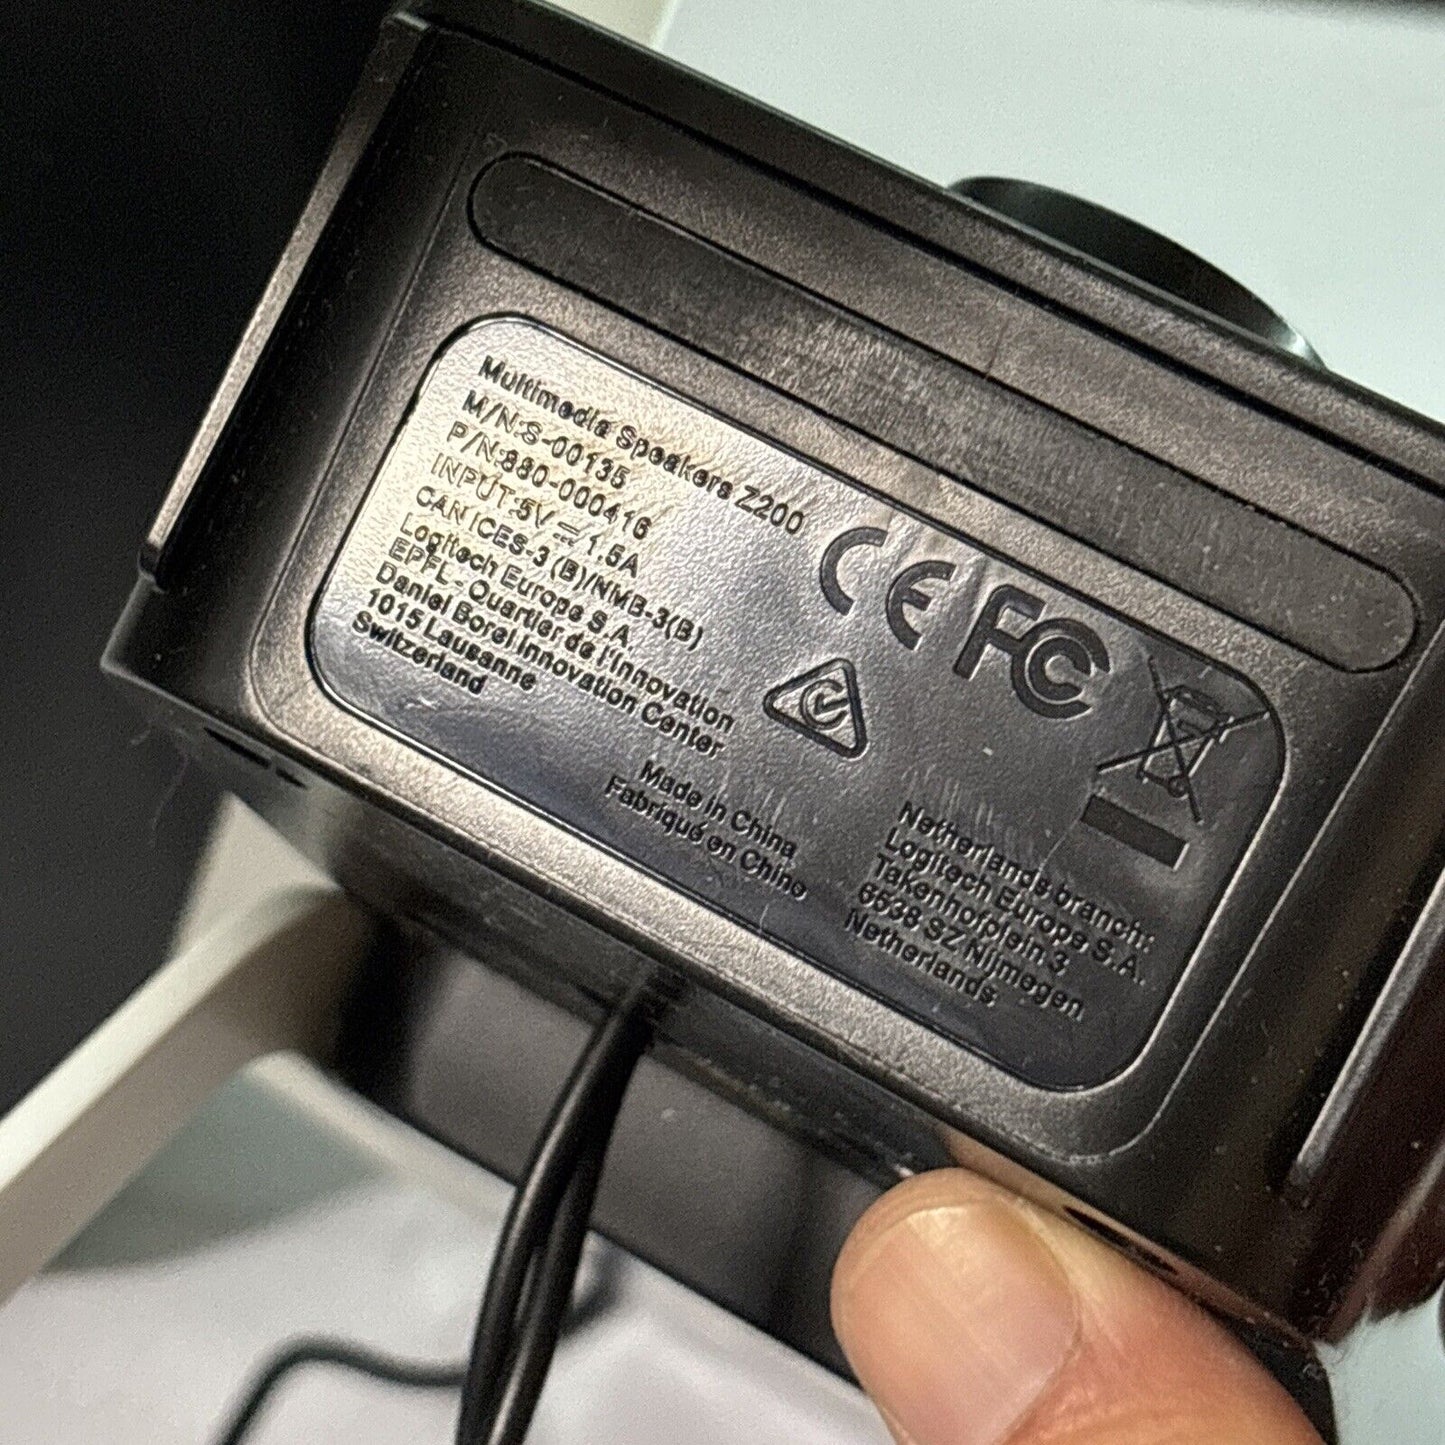 Multimedia Speakers Z200
M/N:S-00135
P/N:880-000416
INPUT:5V ⎓ 1.5A
CAN ICES-3 (B)/NMB-3(B)
Logitech Europe S.A.
EPFL - Quartier de l'Innovation
Daniel Borel Innovation Center
1015 Lausanne
Switzerland
CE FC
Made in China
Fabriqué en Chine
Netherlands branch:
Logitech Europe S.A.
Takenhofplein 3
6538 SZ Nijmegen
Netherlands